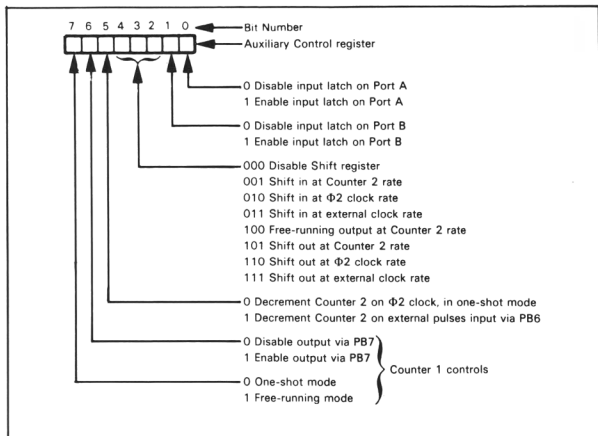 7 6 5 4 3 2 1 0 Bit Number
Auxiliary Control register
0 Disable input latch on Port A
1 Enable input latch on Port A
0 Disable input latch on Port B
1 Enable input latch on Port B
000 Disable Shift register
001 Shift in at Counter 2 rate
010 Shift in at Φ2 clock rate
011 Shift in at external clock rate
100 Free-running output at Counter 2 rate
101 Shift out at Counter 2 rate
110 Shift out at Φ2 clock rate
111 Shift out at external clock rate
0 Decrement Counter 2 on Φ2 clock, in one-shot mode
1 Decrement Counter 2 on external pulses input via PB6
0 Disable output via PB7
1 Enable output via PB7
Counter 1 controls
0 One-shot mode
1 Free-running mode